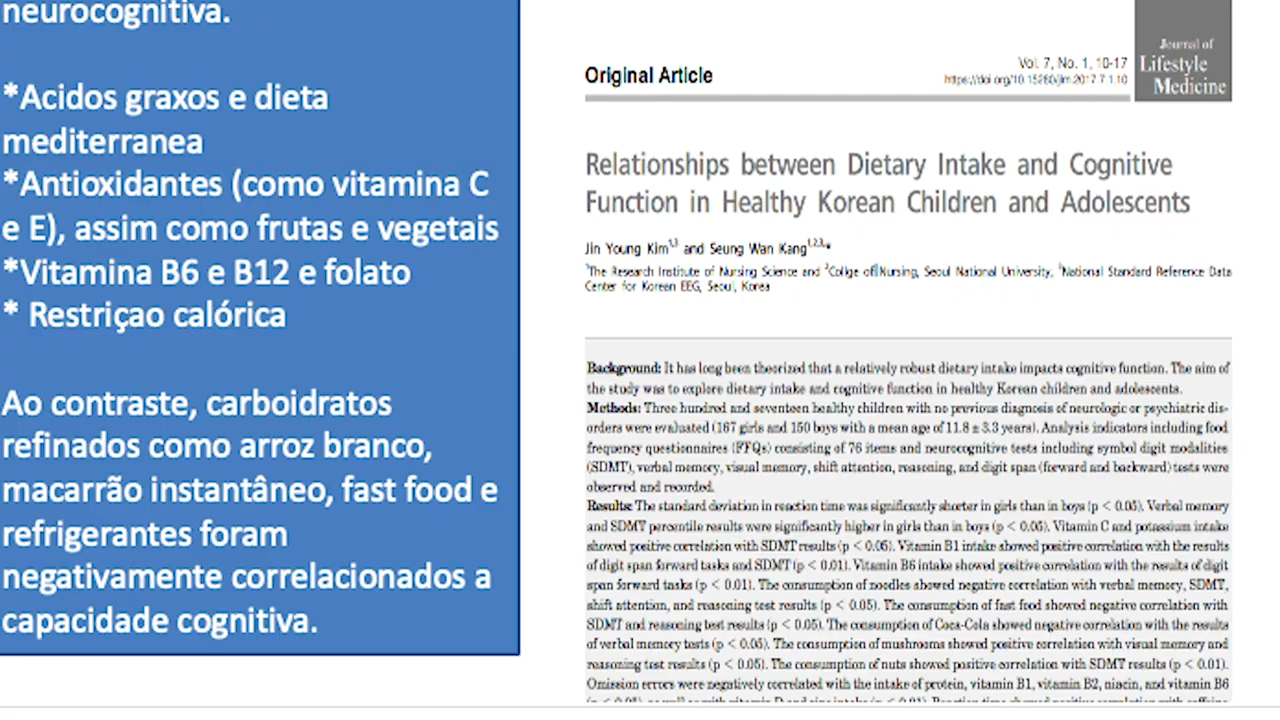 neurocognitiva.
*Acidos graxos e dieta
mediterranea
*Antioxidantes (como vitamina C
e E), assim como frutas e vegetais
*Vitamina B6 e B12 e folato
* Restriçao calórica
Ao contraste, carboidratos
refinados como arroz branco,
macarrão instantâneo, fast food e
refrigerantes foram
negativamente correlacionados a
capacidade cognitiva.
Original Article
Vol. 7, No. 1, 10-17
https://doi.org/10.15280/jlm.2017.7.1.10
Journal of
Lifestyle
Medicine
Relationships between Dietary Intake and Cognitive
Function in Healthy Korean Children and Adolescents
Jin Young Kim1,3 and Seung Wan Kang1,2,3,*
1The Research Institute of Nursing Science and 2Collge of Nursing, Seoul National University, 3National Standard Reference Data
Center for Korean EEG, Seoul, Korea
Background: It has long been theorized that a relatively robust dietary intake impacts cognitive function. The aim of
the study was to explore dietary intake and cognitive function in healthy Korean children and adolescents.
Methods: Three hundred and seventeen healthy children with no previous diagnosis of neurologic or psychiatric dis-
orders were evaluated (167 girls and 150 boys with a mean age of 11.8 ± 3.3 years). Analysis indicators including food
frequency questionnaires (FFQs) consisting of 76 items and neurocognitive tests including symbol digit modalities
(SDMT), verbal memory, visual memory, shift attention, reasoning, and digit span (forward and backward) tests were
observed and recorded.
Results: The standard deviation in reaction time was significantly shorter in girls than in boys (p < 0.05). Verbal memory
and SDMT percentile results were significantly higher in girls than in boys (p < 0.05). Vitamin C and potassium intake
showed positive correlation with SDMT results (p < 0.05). Vitamin B1 intake showed positive correlation with the results
of digit span forward tasks and SDMT (p < 0.01). Vitamin B6 intake showed positive correlation with the results of digit
span forward tasks (p < 0.01). The consumption of noodles showed negative correlation with verbal memory, SDMT,
shift attention, and reasoning test results (p < 0.05). The consumption of fast food showed negative correlation with
SDMT and reasoning test results (p < 0.05). The consumption of Coca-Cola showed negative correlation with the results
of verbal memory tests (p < 0.05). The consumption of mushrooms showed positive correlation with visual memory and
reasoning test results (p < 0.05). The consumption of nuts showed positive correlation with SDMT results (p < 0.01).
Omission errors were negatively correlated with the intake of protein, vitamin B1, vitamin B2, niacin, and vitamin B6